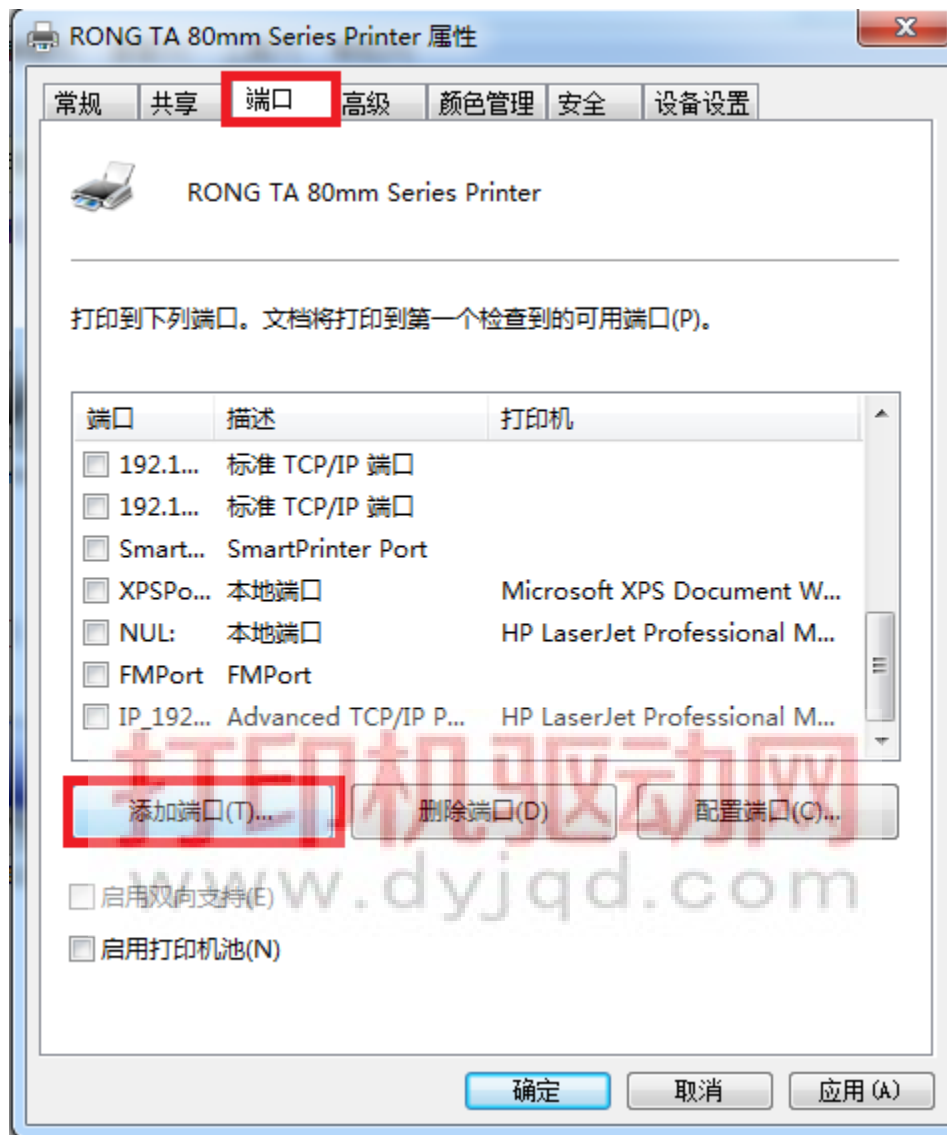 RONG TA 80mm Series Printer 属性
常规 共享 端口 高级 颜色管理 安全 设备设置
RONG TA 80mm Series Printer
打印到下列端口。文档将打印到第一个检查到的可用端口(P)。
端口 描述 打印机
192.1... 标准 TCP/IP 端口
192.1... 标准 TCP/IP 端口
Smart... SmartPrinter Port
XPSPo... 本地端口 Microsoft XPS Document W...
NUL: 本地端口 HP LaserJet Professional M...
FMPort FMPort
IP_192... Advanced TCP/IP P... HP LaserJet Professional M...
打印机驱动网
添加端口(T)... 删除端口(D) 配置端口(C)...
www.dyjqd.com
启用双向支持(E)
启用打印机池(N)
确定 取消 应用(A)